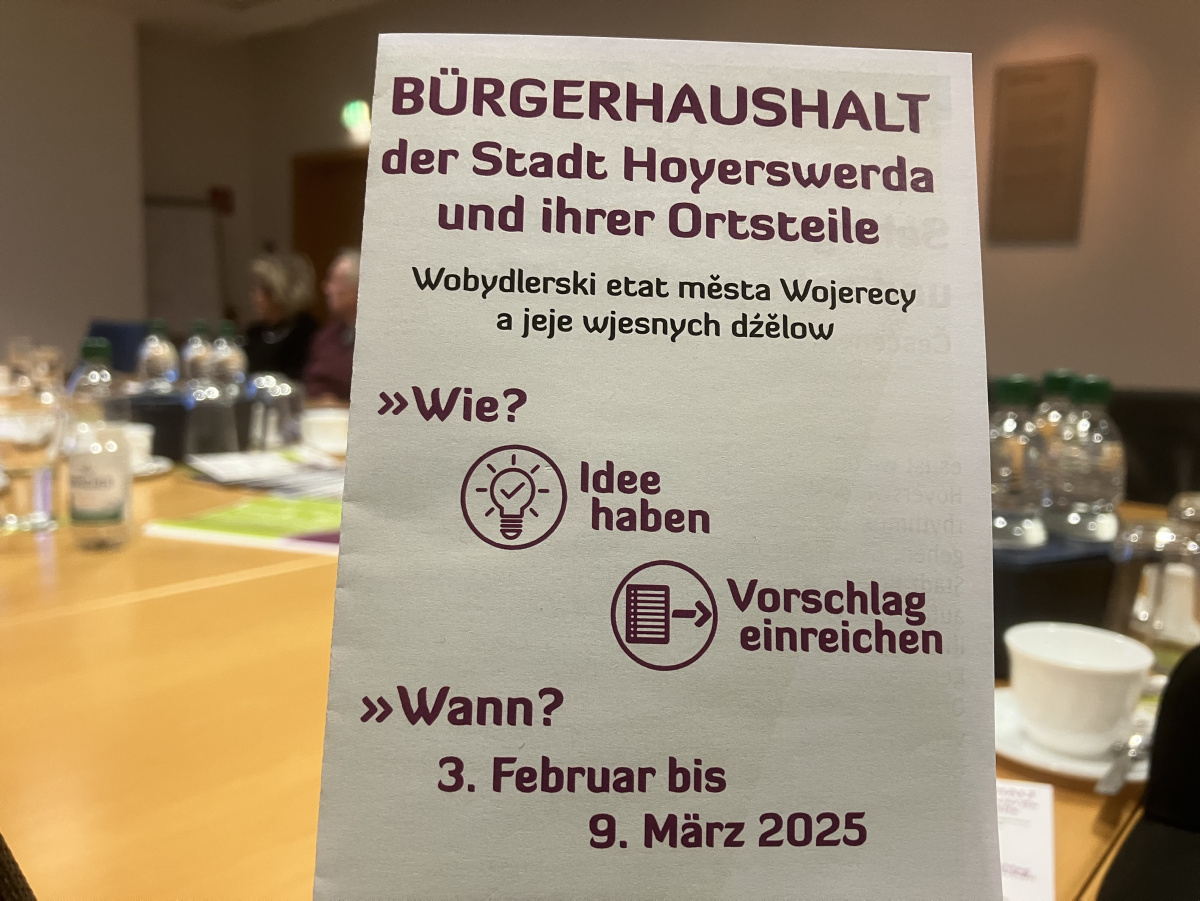 BÜRGERHAUSHALT
der Stadt Hoyerswerda
und ihrer Ortsteile
Wobydlerski etat města Wojerecy
a jeje wjesnych dźělow
»Wie?
Idee
haben
Vorschlag
einreichen
»Wann?
3. Februar bis
9. März 2025